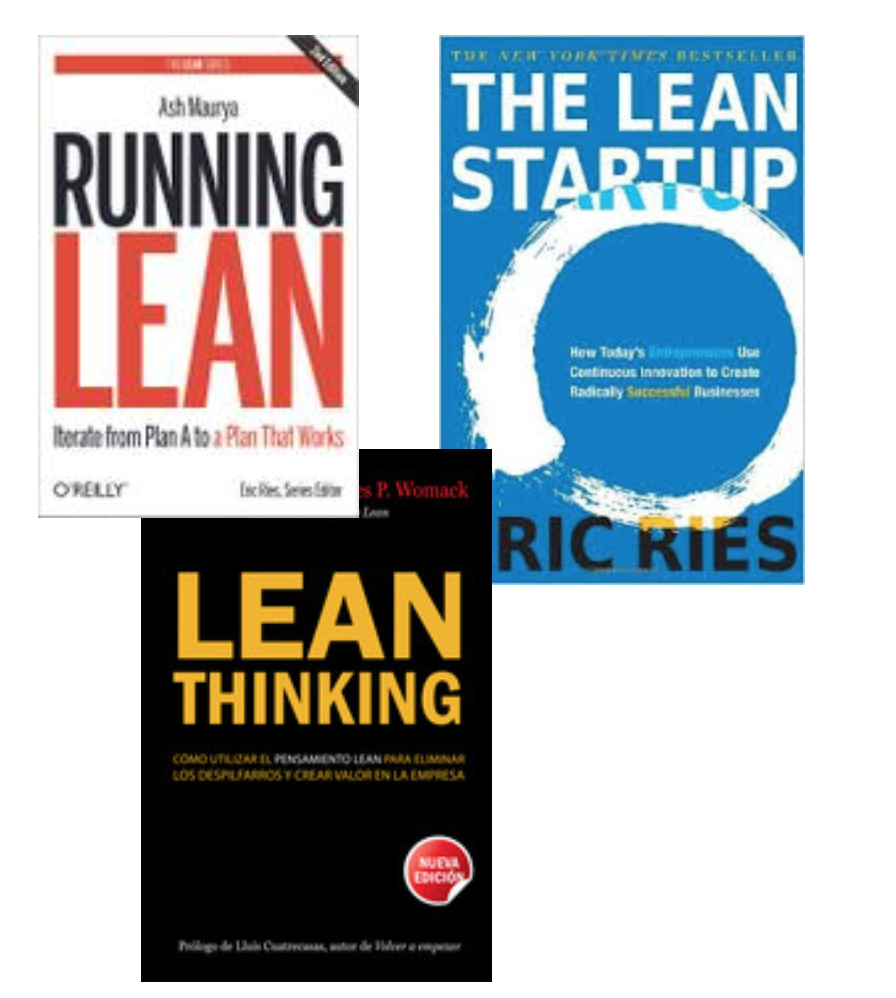 THE LEAN SERIES
2nd Edition
Ash Maurya
RUNNING
LEAN
Iterate from Plan A to a Plan That Works
O'REILLY
Eric Ries, Series Editor
THE NEW YORK TIMES BESTSELLER
THE LEAN
STARTUP
How Today's Entrepreneurs Use
Continuous Innovation to Create
Radically Successful Businesses
RIC RIES
es P. Womack
Lean
LEAN
THINKING
CÓMO UTILIZAR EL PENSAMIENTO LEAN PARA ELIMINAR
LOS DESPILFARROS Y CREAR VALOR EN LA EMPRESA
NUEVA
EDICIÓN
Prólogo de Lluís Cuatrecasas, autor de Volver a empezar